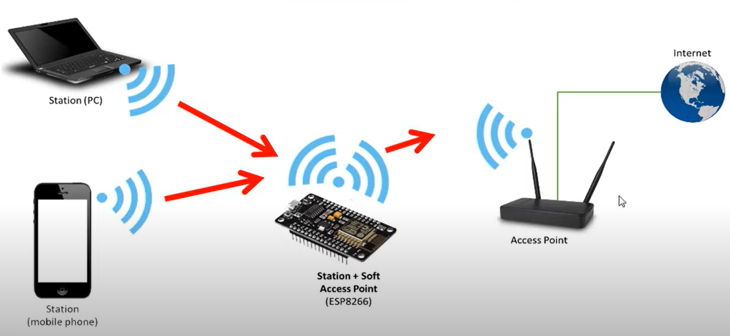 Internet
Station (PC)
Access Point
Station + Soft
Access Point
(ESP8266)
Station
(mobile phone)